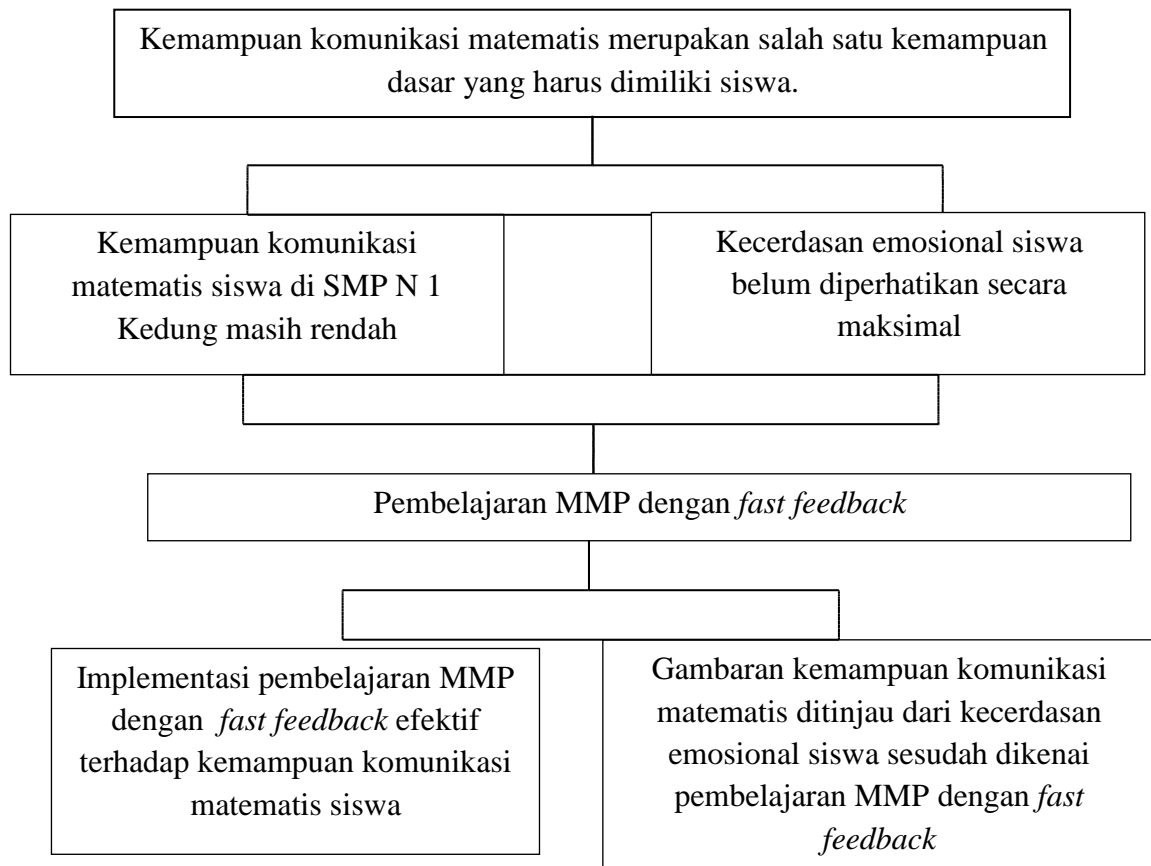 Kemampuan komunikasi matematis merupakan salah satu kemampuan
dasar yang harus dimiliki siswa.
Kemampuan komunikasi
matematis siswa di SMP N 1
Kedung masih rendah
Kecerdasan emosional siswa
belum diperhatikan secara
maksimal
Pembelajaran MMP dengan fast feedback
Implementasi pembelajaran MMP
dengan fast feedback efektif
terhadap kemampuan komunikasi
matematis siswa
Gambaran kemampuan komunikasi
matematis ditinjau dari kecerdasan
emosional siswa sesudah dikenai
pembelajaran MMP dengan fast
feedback